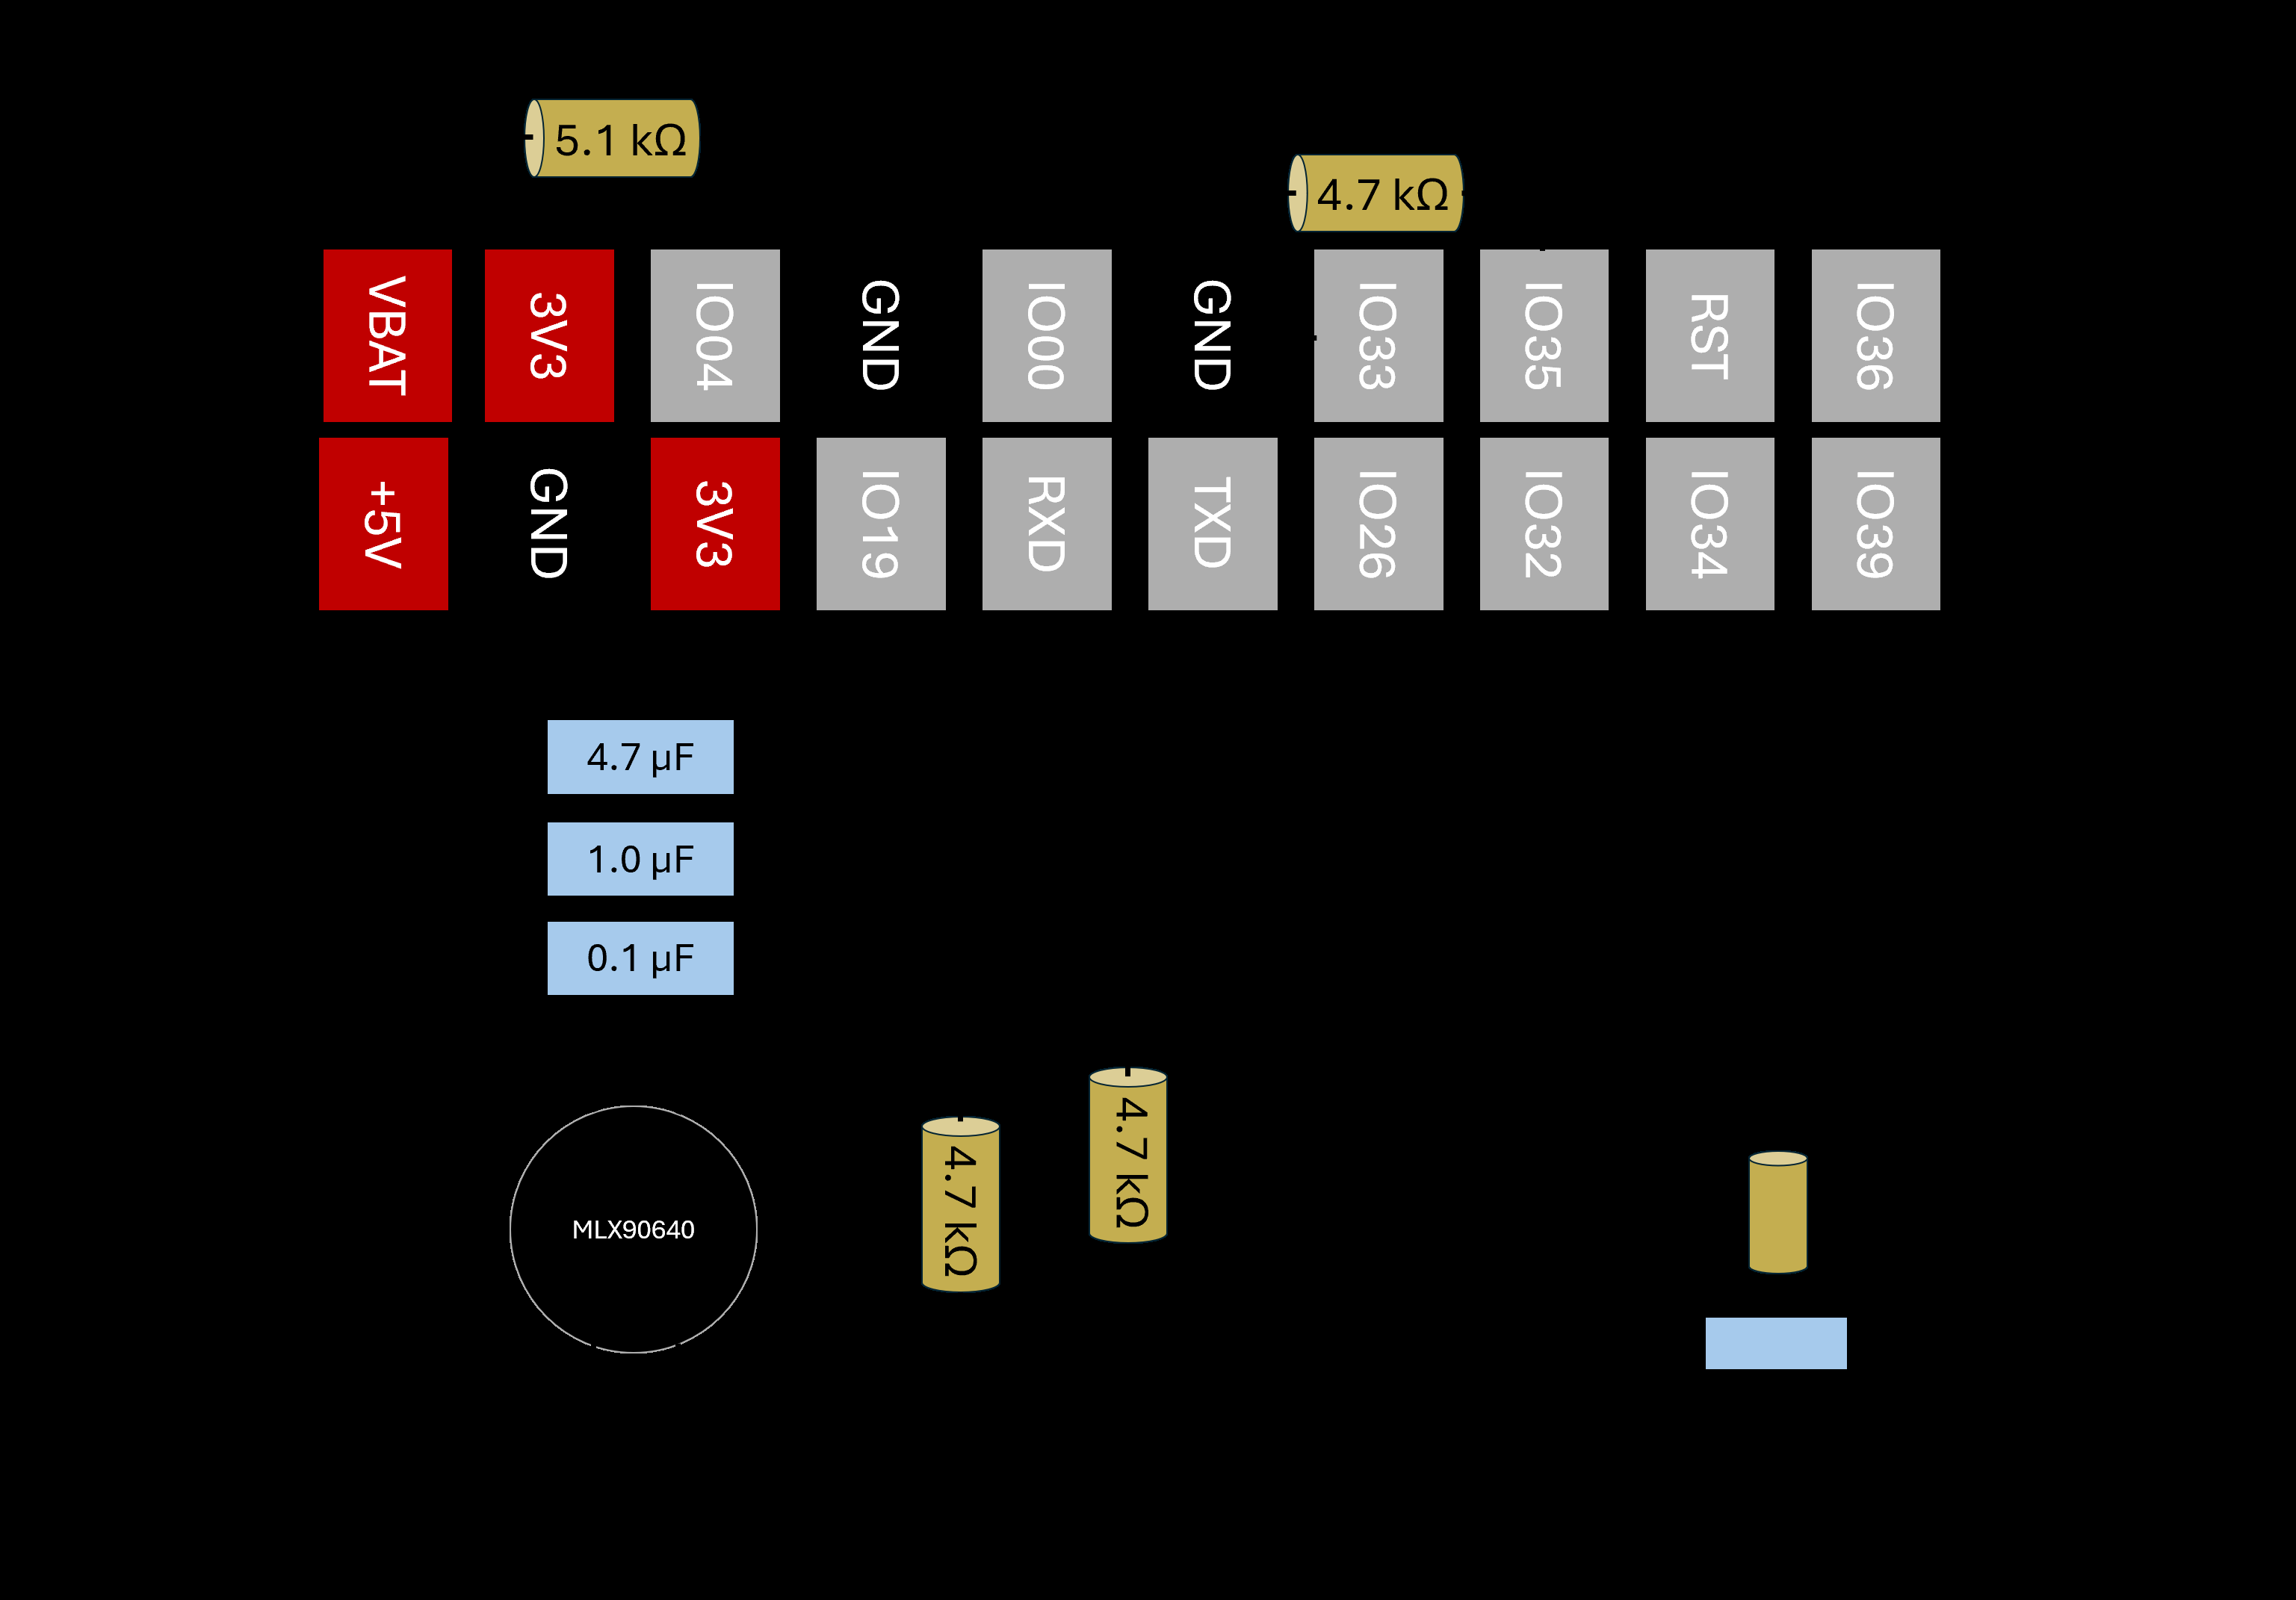 5.1 kΩ
4.7 kΩ
VBAT
3V3
IO04
GND
IO00
GND
IO33
IO35
RST
IO36
+5V
GND
3V3
IO19
RXD
TXD
IO26
IO32
IO34
IO39
4.7 µF
1.0 µF
0.1 µF
4.7 kΩ
4.7 kΩ
MLX90640